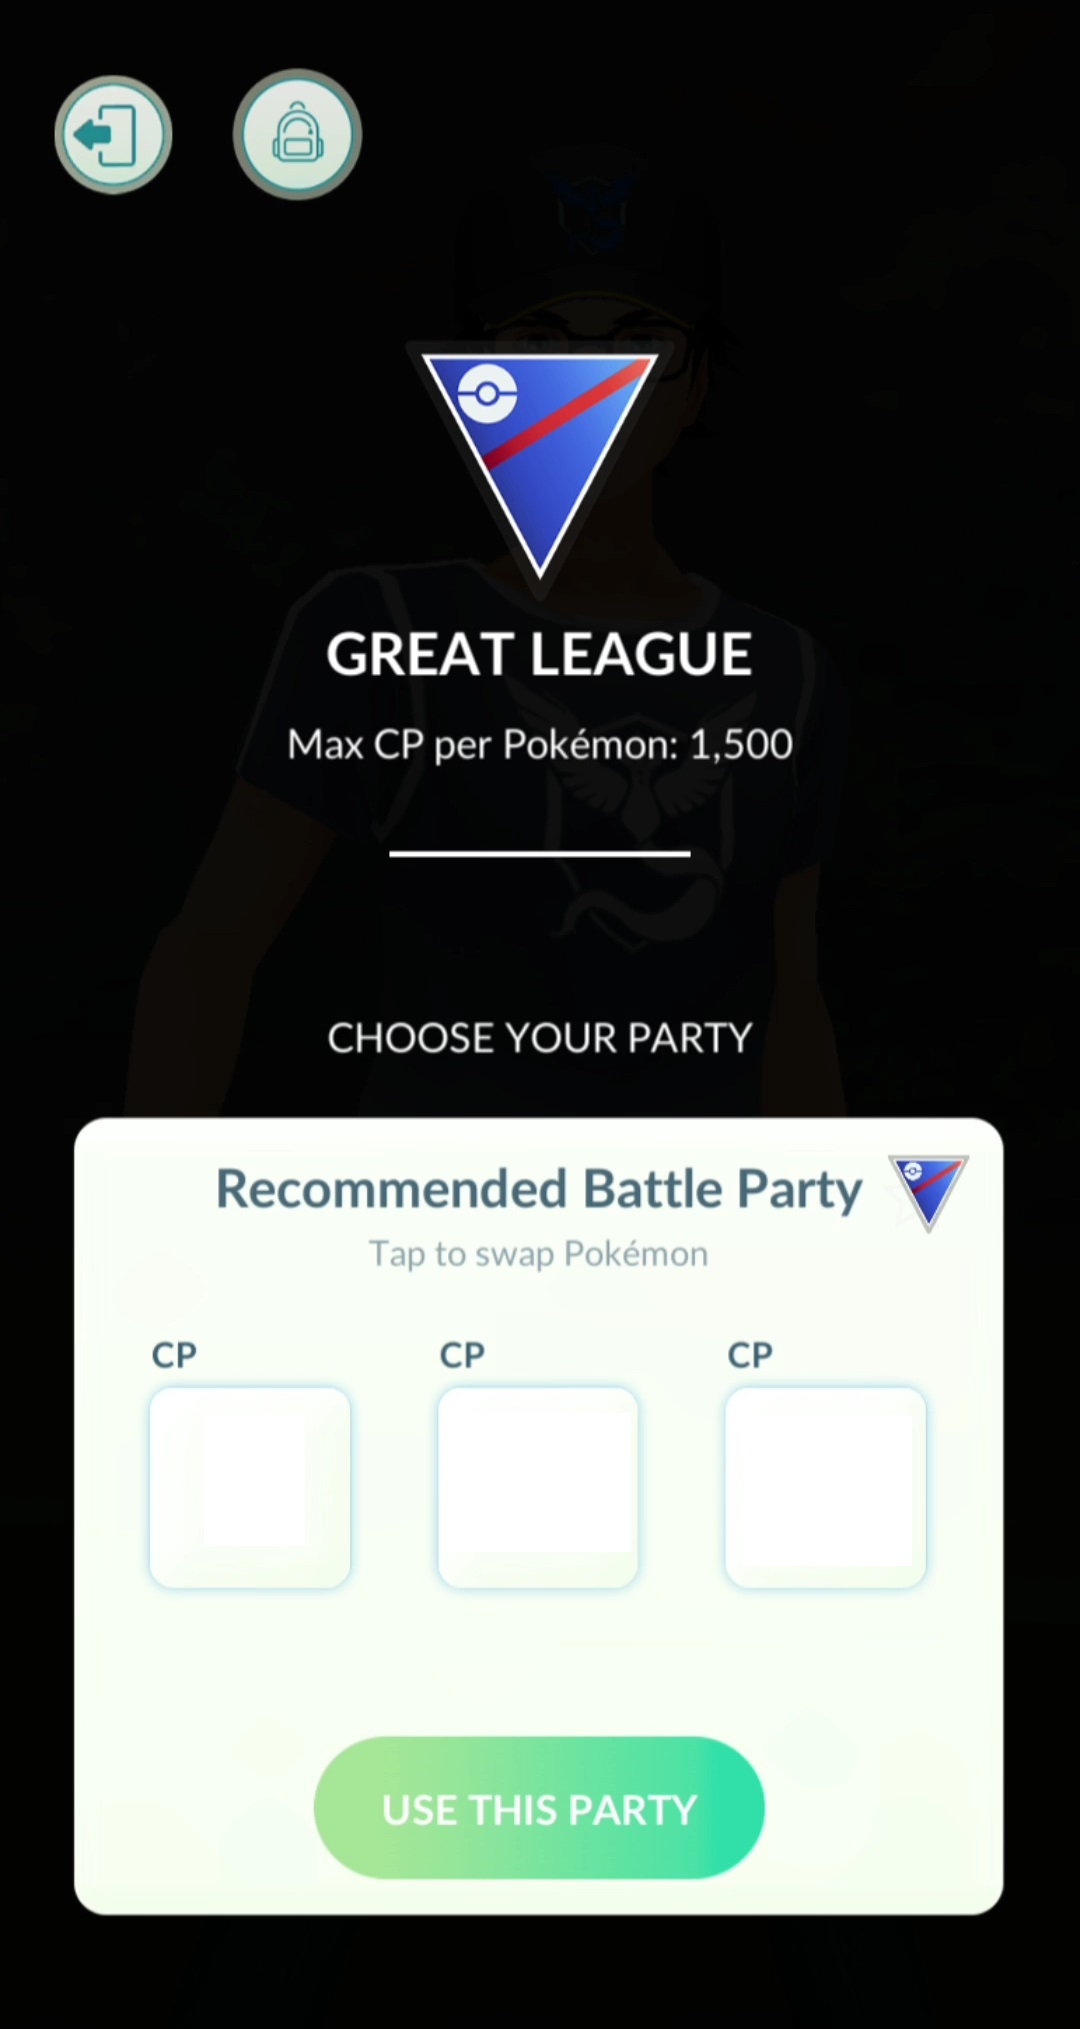 GREAT LEAGUE
Max CP per Pokémon: 1,500
CHOOSE YOUR PARTY
Recommended Battle Party
Tap to swap Pokémon
CP CP CP
USE THIS PARTY